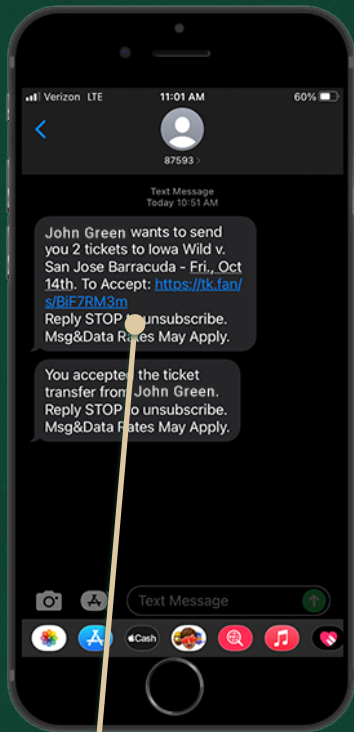 Verizon LTE 11:01 AM 60%
87593 >
Text Message
Today 10:51 AM
John Green wants to send
you 2 tickets to Iowa Wild v.
San Jose Barracuda - Fri., Oct
14th. To Accept: https://tk.fan/
s/BiF7RM3m
Reply STOP to unsubscribe.
Msg&Data Rates May Apply.
You accepted the ticket
transfer from John Green.
Reply STOP to unsubscribe.
Msg&Data Rates May Apply.
Text Message
Cash